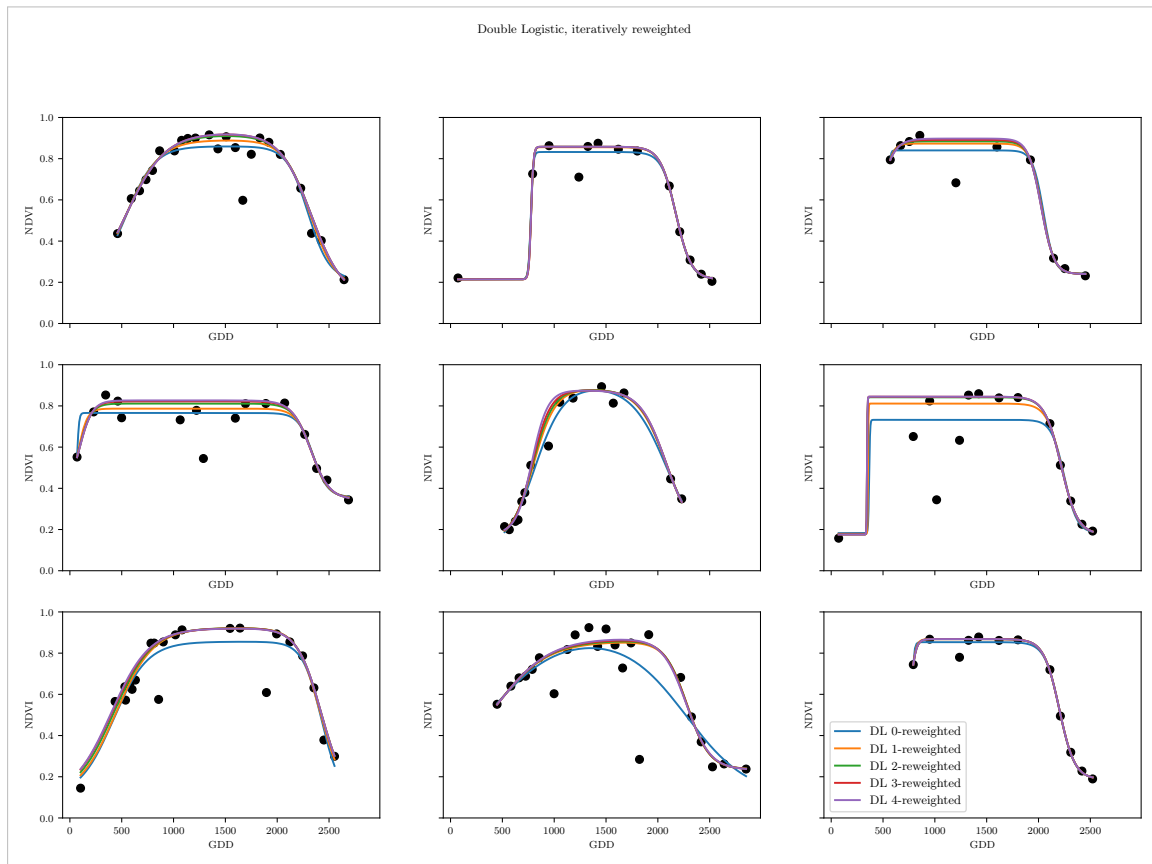 Double Logistic, iteratively reweighted
1.0
0.8
0.6
0.4
0.2
0.0
NDVI
GDD
NDVI
GDD
NDVI
GDD
1.0
0.8
0.6
0.4
0.2
0.0
NDVI
GDD
NDVI
GDD
NDVI
GDD
1.0
0.8
0.6
0.4
0.2
0.0
NDVI
0 500 1000 1500 2000 2500
GDD
NDVI
0 500 1000 1500 2000 2500
GDD
NDVI
DL 0-reweighted
DL 1-reweighted
DL 2-reweighted
DL 3-reweighted
DL 4-reweighted
0 500 1000 1500 2000 2500
GDD